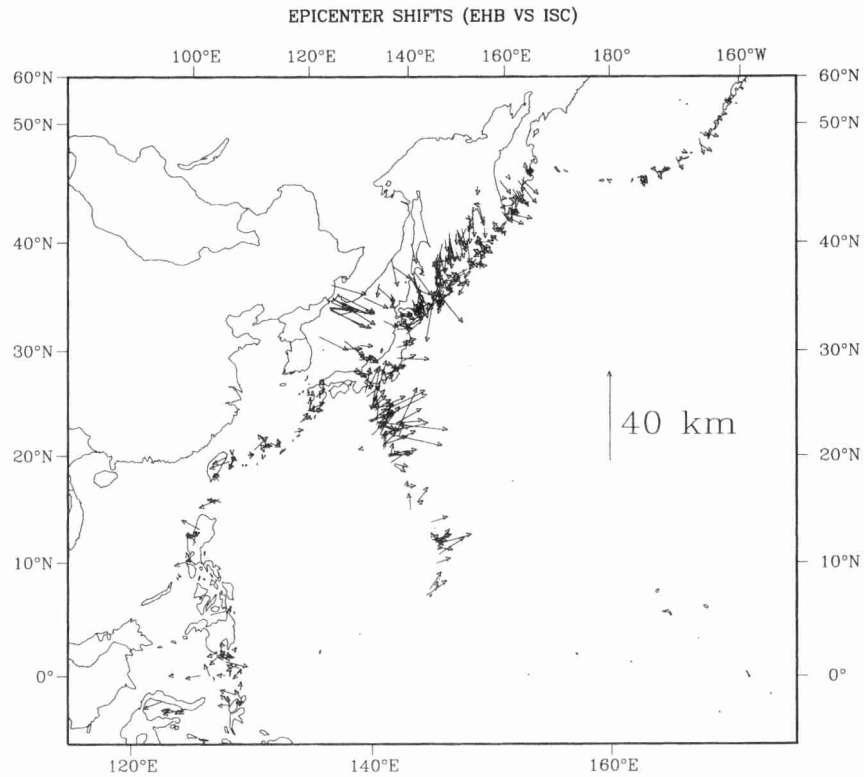 EPICENTER SHIFTS (EHB VS ISC)
100°E 120°E 140°E 160°E 180° 160°W
60°N 60°N
50°N 50°N
40°N 40°N
30°N 30°N
40 km
20°N 20°N
10°N 10°N
0° 0°
120°E 140°E 160°E